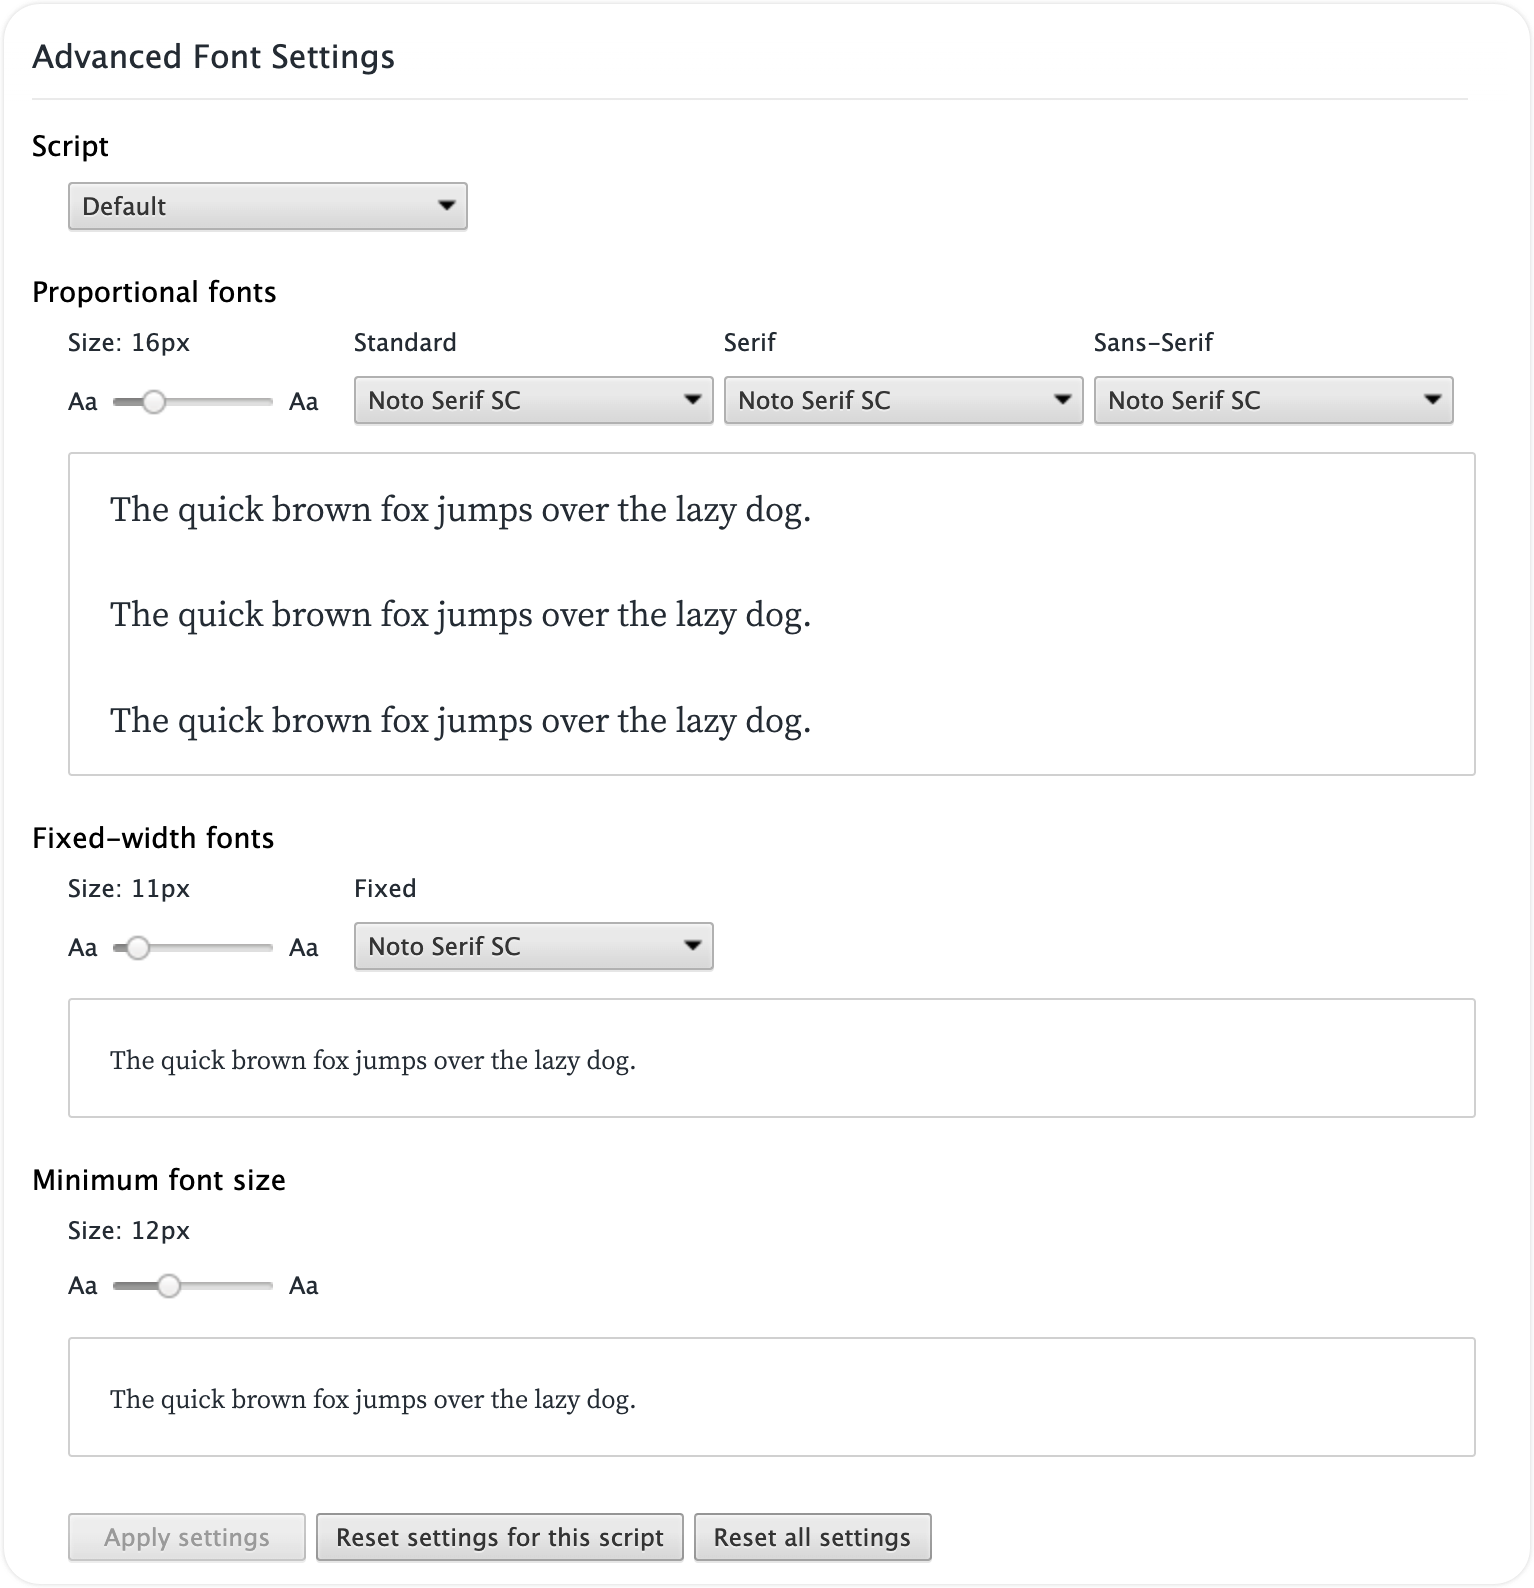 Advanced Font Settings
Script
Default
Proportional fonts
Size: 16px Standard Serif Sans-Serif
Aa Aa Noto Serif SC Noto Serif SC Noto Serif SC
The quick brown fox jumps over the lazy dog.
The quick brown fox jumps over the lazy dog.
The quick brown fox jumps over the lazy dog.
Fixed-width fonts
Size: 11px Fixed
Aa Aa Noto Serif SC
The quick brown fox jumps over the lazy dog.
Minimum font size
Size: 12px
Aa Aa
The quick brown fox jumps over the lazy dog.
Apply settings Reset settings for this script Reset all settings